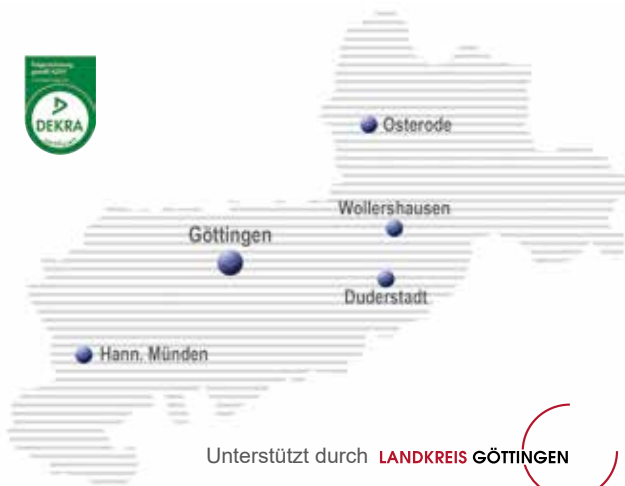 DEKRA
Osterode
Wollershausen
Göttingen
Duderstadt
Hann. Münden
Unterstützt durch LANDKREIS GÖTTINGEN